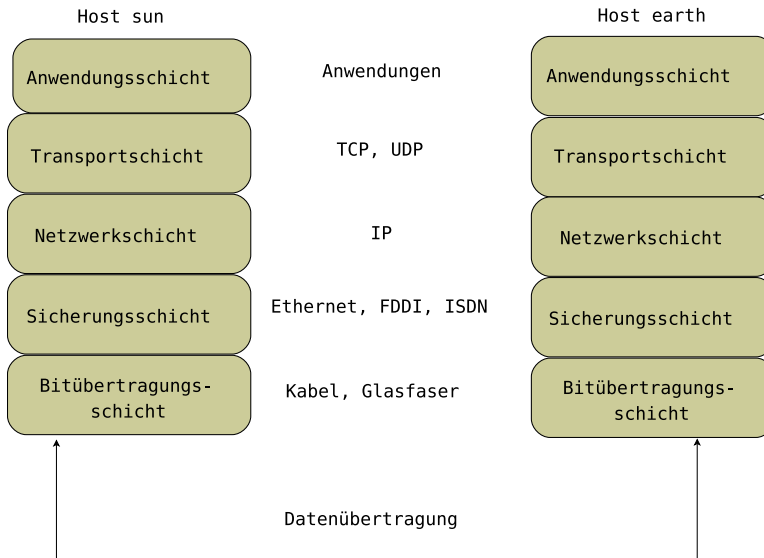 Host sun
Host earth
Anwendungsschicht
Anwendungen
Anwendungsschicht
Transportschicht
TCP, UDP
Transportschicht
Netzwerkschicht
IP
Netzwerkschicht
Sicherungsschicht
Ethernet, FDDI, ISDN
Sicherungsschicht
Bitübertragungs-
schicht
Kabel, Glasfaser
Bitübertragungs-
schicht
Datenübertragung